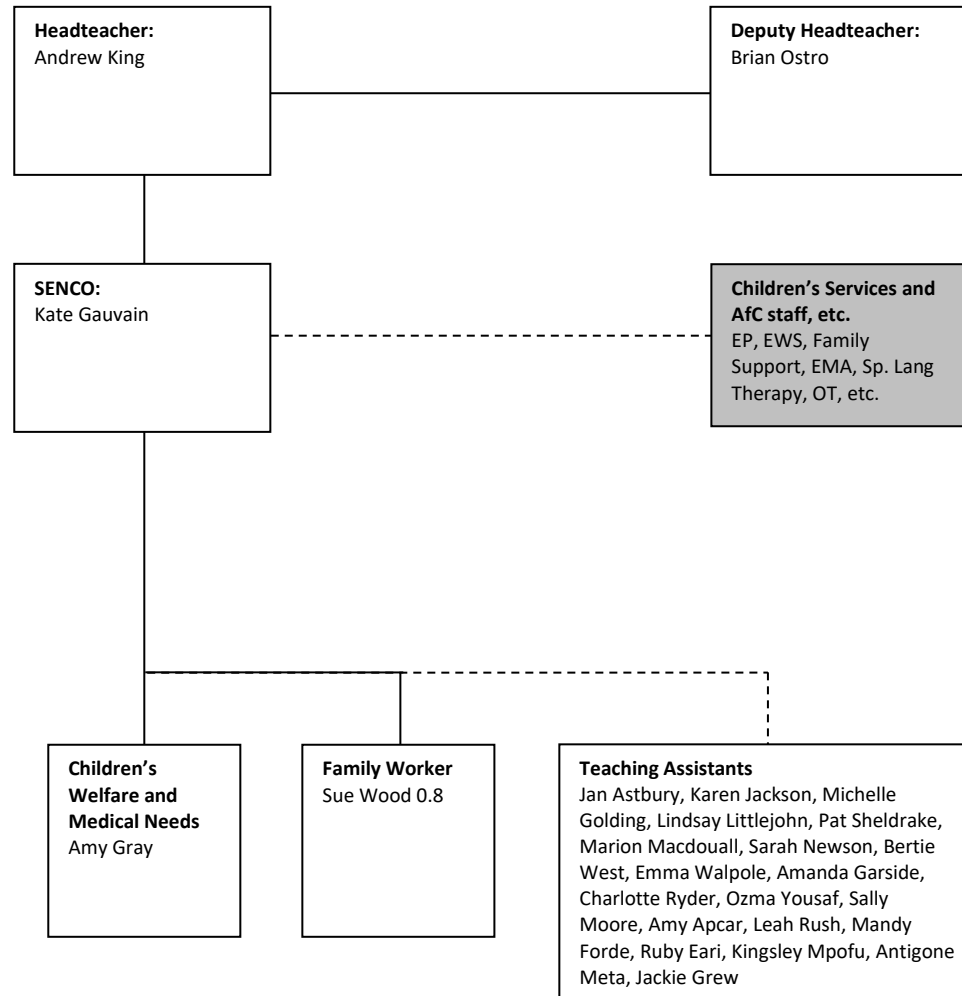 Headteacher:
Andrew King
Deputy Headteacher:
Brian Ostro
SENCO:
Kate Gauvain
Children’s Services and
AfC staff, etc.
EP, EWS, Family
Support, EMA, Sp. Lang
Therapy, OT, etc.
Children’s
Welfare and
Medical Needs
Amy Gray
Family Worker
Sue Wood 0.8
Teaching Assistants
Jan Astbury, Karen Jackson, Michelle
Golding, Lindsay Littlejohn, Pat Sheldrake,
Marion Macdouall, Sarah Newson, Bertie
West, Emma Walpole, Amanda Garside,
Charlotte Ryder, Ozma Yousaf, Sally
Moore, Amy Apcar, Leah Rush, Mandy
Forde, Ruby Eari, Kingsley Mpofu, Antigone
Meta, Jackie Grew